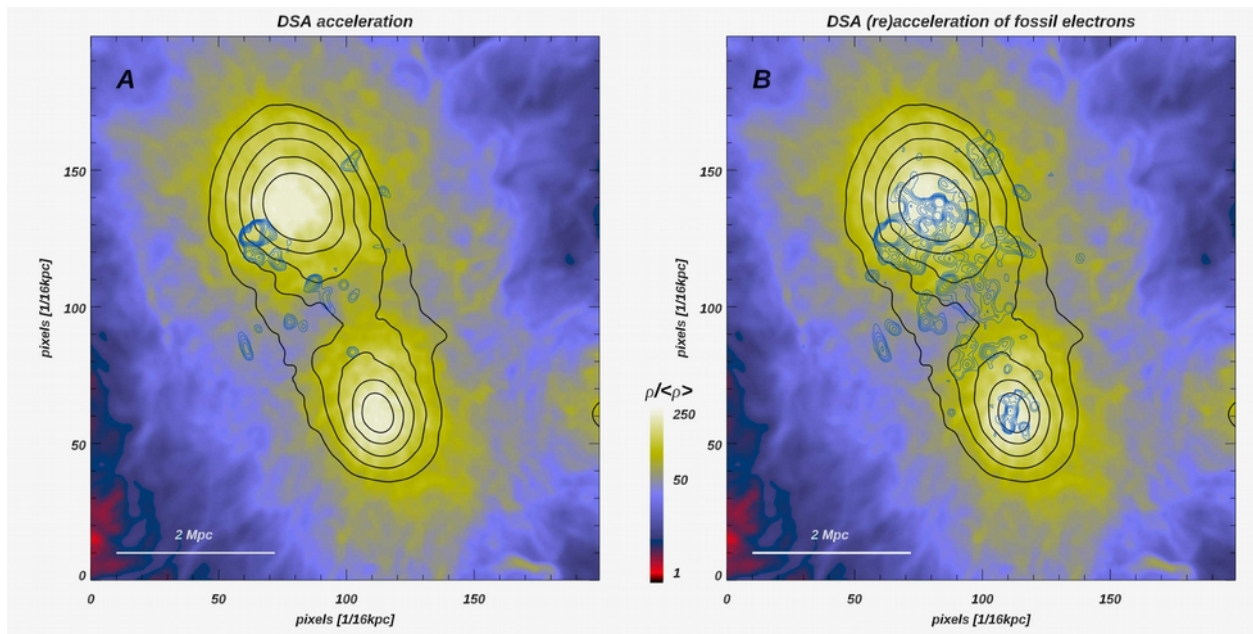 DSA acceleration
DSA (re)acceleration of fossil electrons
A
B
150
100
50
0
0 50 100 150
pixels [1/16kpc]
pixels [1/16kpc]
2 Mpc
ρ/<ρ>
250
50
1
150
100
50
0
0 50 100 150
pixels [1/16kpc]
pixels [1/16kpc]
2 Mpc